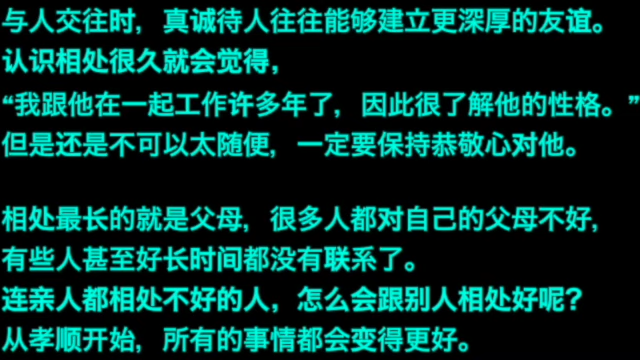 与人交往时，真诚待人往往能够建立更深厚的友谊。
认识相处很久就会觉得，
“我跟他在一起工作许多年了，因此很了解他的性格。”
但是还是不可以太随便，一定要保持恭敬心对他。
相处最长的就是父母，很多人都对自己的父母不好，
有些人甚至好长时间都没有联系了。
连亲人都相处不好的人，怎么会跟别人相处好呢？
从孝顺开始，所有的事情都会变得更好。